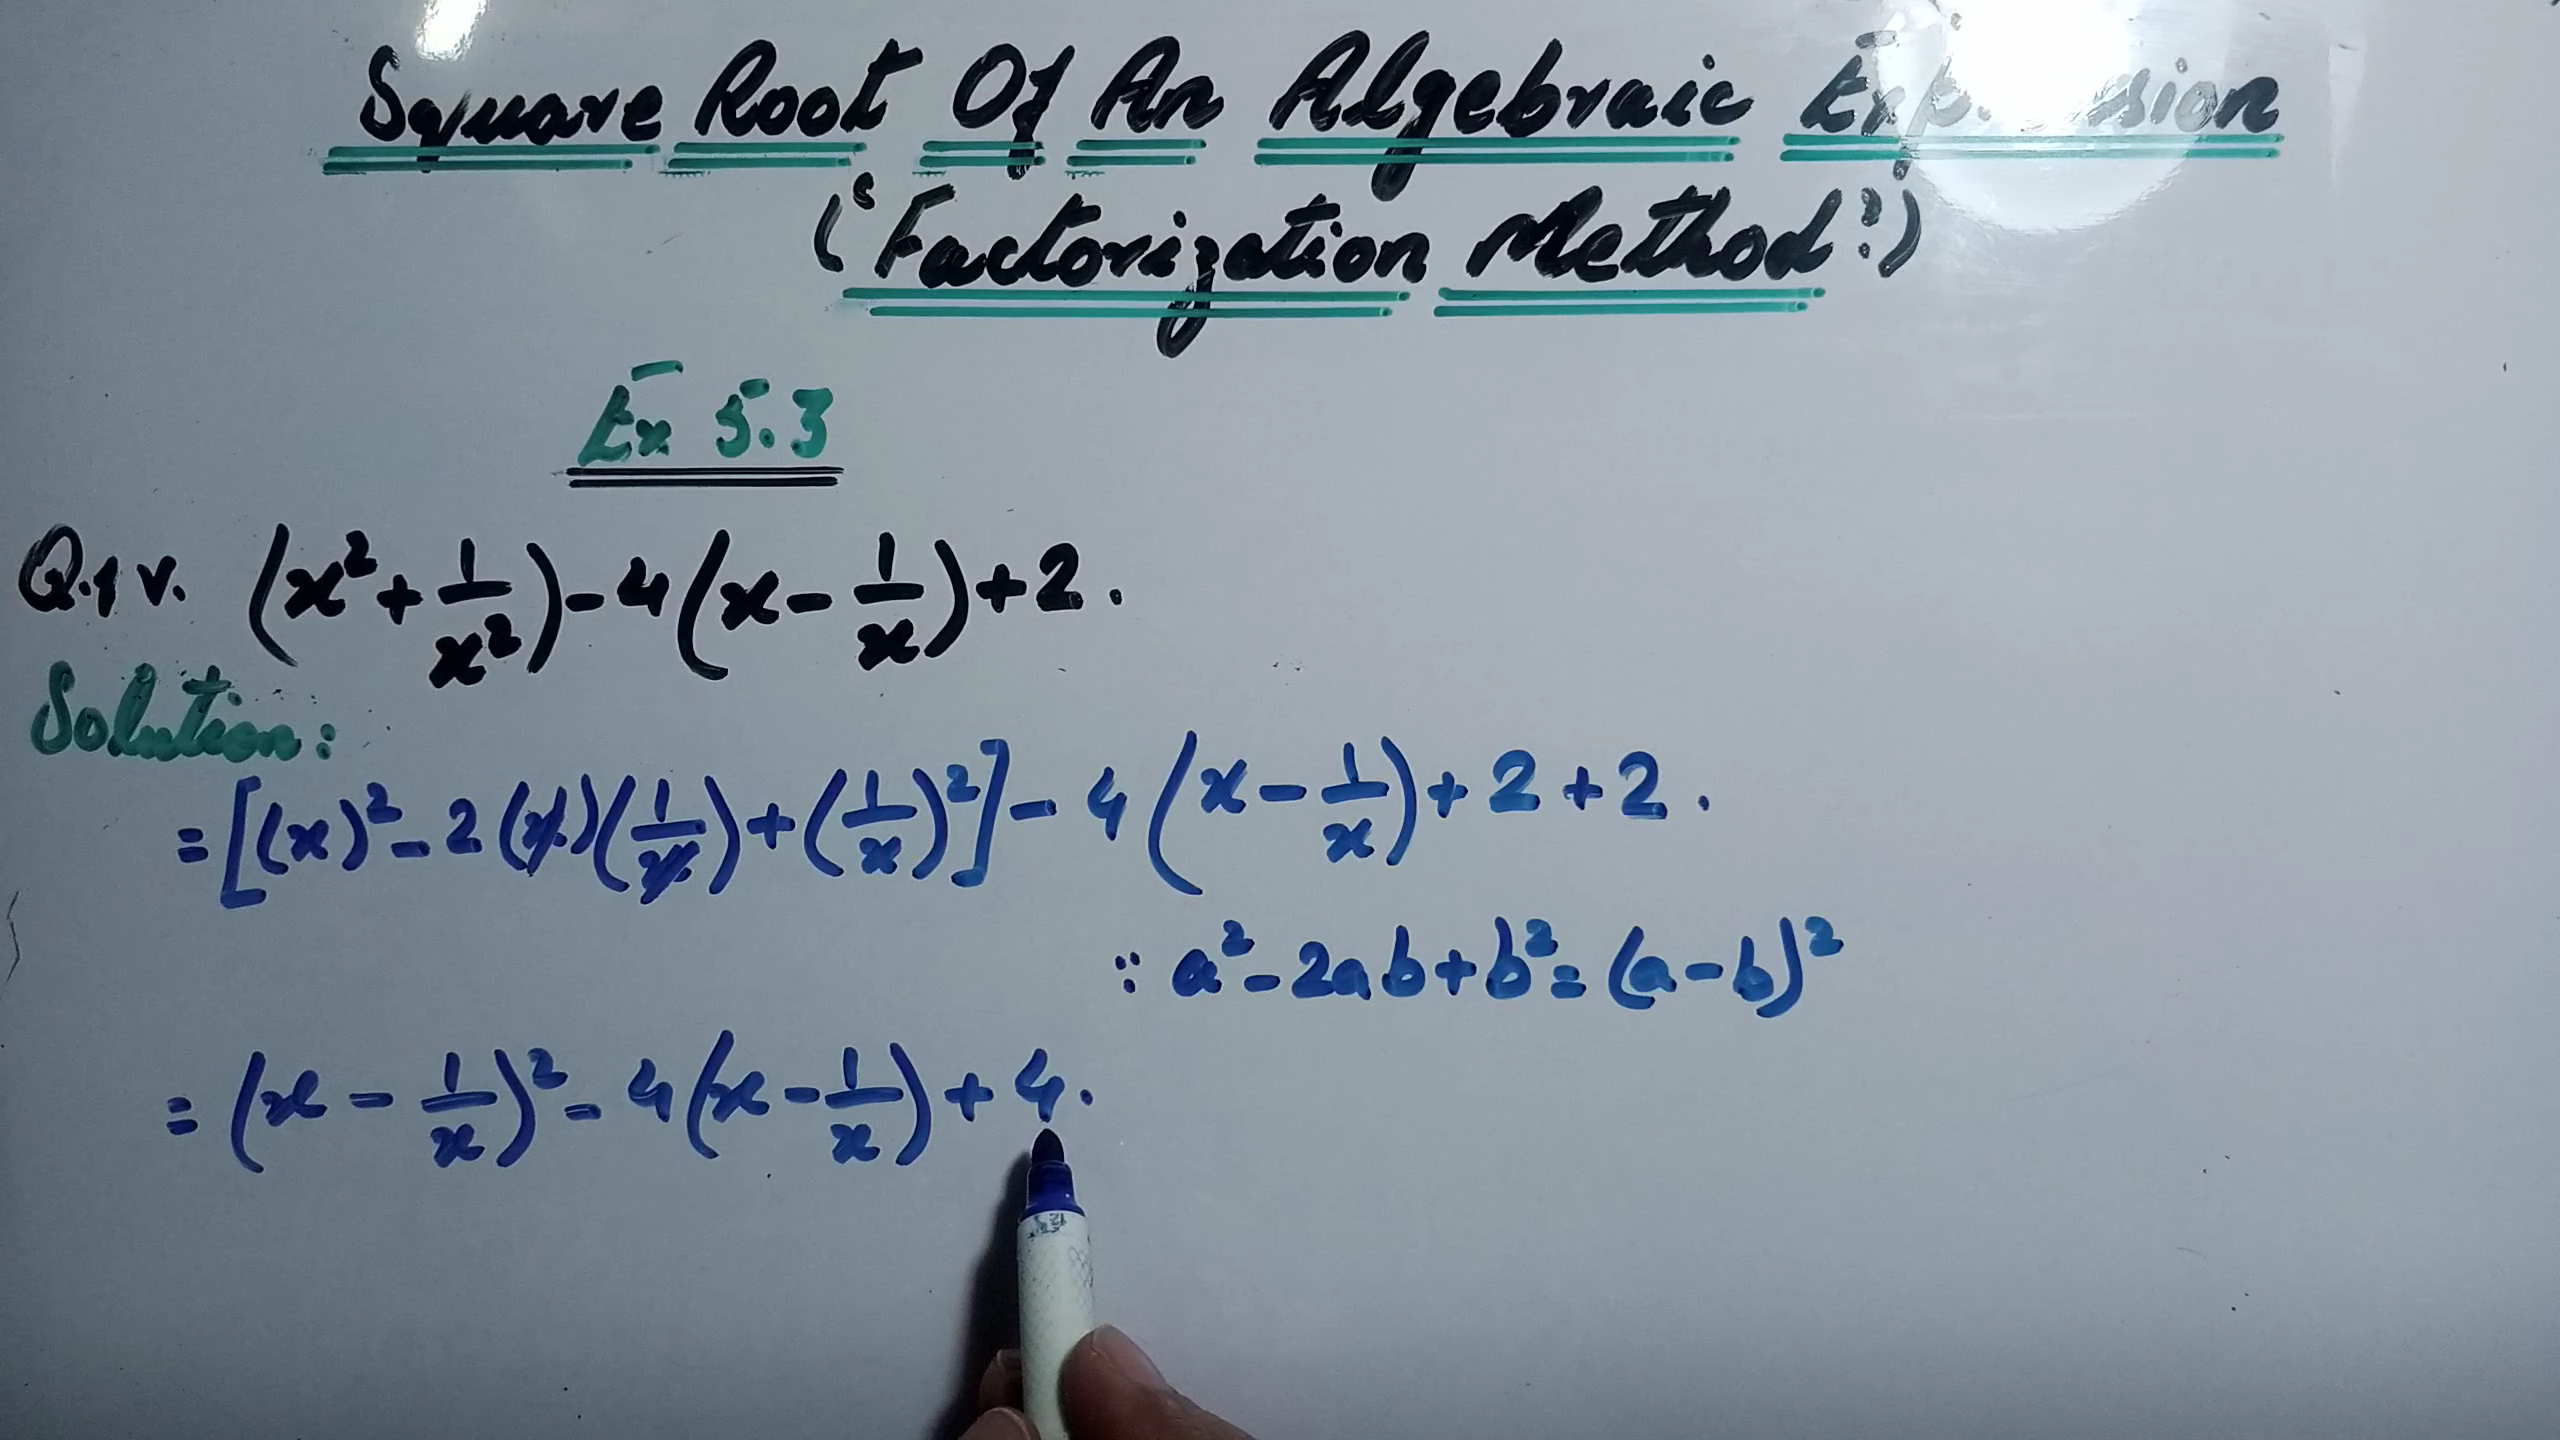 Square Root Of An Algebraic Expression
("Factorization Method")
Ex 5.3
Q.1 v. (x² + 1/x²) - 4(x - 1/x) + 2.
Solution:
= [(x)² - 2(x)(1/x) + (1/x)²] - 4(x - 1/x) + 2 + 2.
∵ a² - 2ab + b² = (a - b)²
= (x - 1/x)² - 4(x - 1/x) + 4.